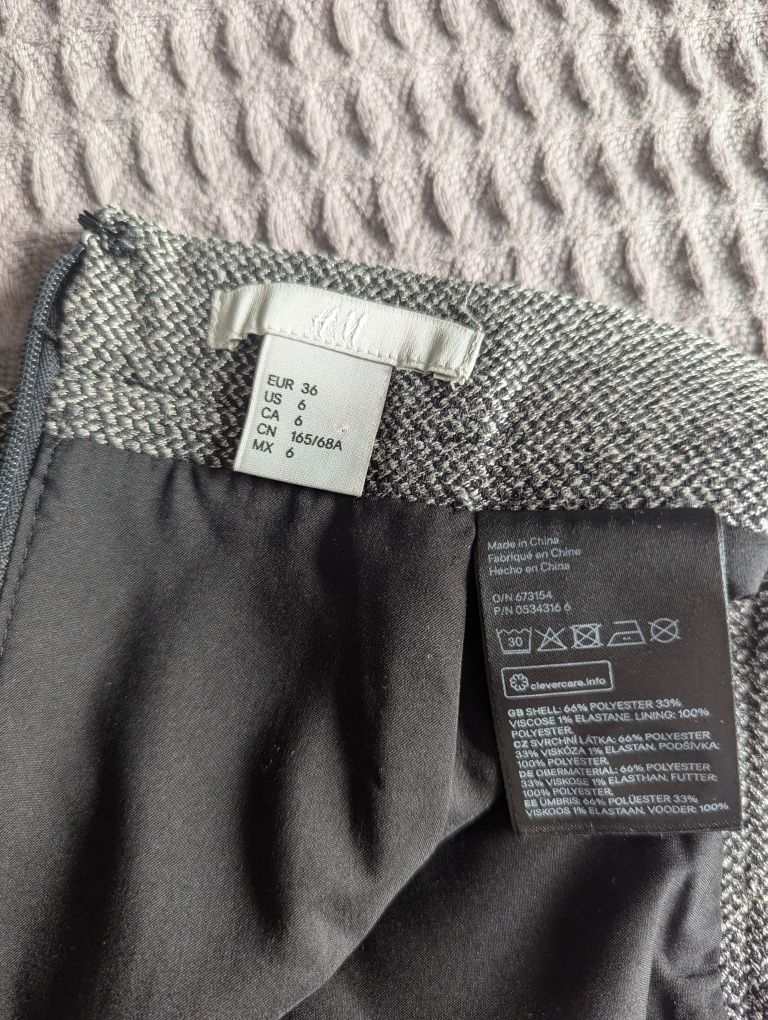 H&M
EUR 36
US 6
CA 6
CN 165/68A
MX 6
Made in China
Fabriqué en Chine
Hecho en China
O/N 673154
P/N 0534316 6
30
clevercare.info
GB SHELL: 66% POLYESTER 33%
VISCOSE 1% ELASTANE. LINING: 100%
POLYESTER.
CZ SVRCHNÍ LÁTKA: 66% POLYESTER
33% VISKÓZA 1% ELASTAN. PODŠÍVKA:
100% POLYESTER.
DE OBERMATERIAL: 66% POLYESTER
33% VISKOSE 1% ELASTHAN. FUTTER:
100% POLYESTER.
EE ÜMBRIS: 66% POLÜESTER 33%
VISKOOS 1% ELASTAAN. VOODER: 100%